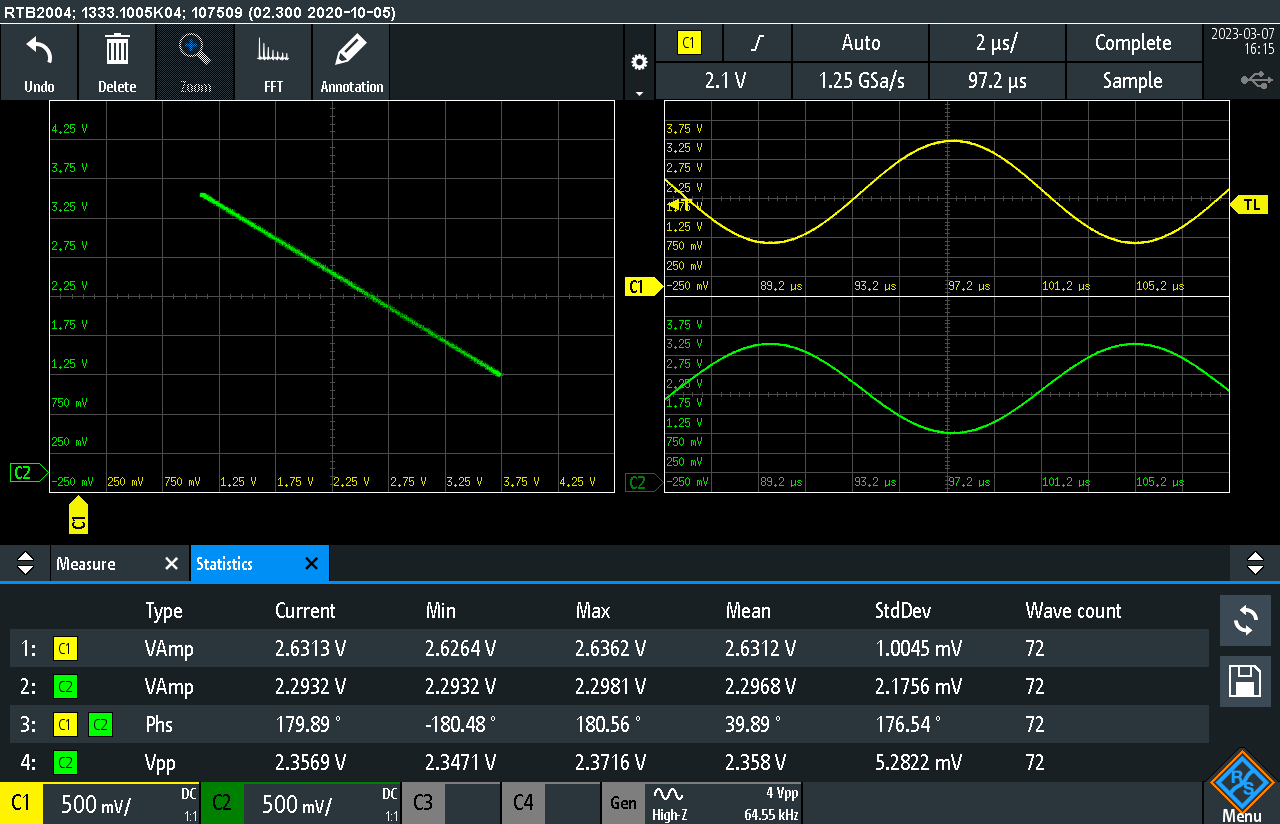 RTB2004; 1333.1005K04; 107509 (02.300 2020-10-05)
Undo
Delete
Zoom
FFT
Annotation
C1
Auto
2 µs/
Complete
2.1 V
1.25 GSa/s
97.2 µs
Sample
2023-03-07
16:15
4.25 V
3.75 V
3.25 V
2.75 V
2.25 V
1.75 V
1.25 V
750 mV
250 mV
-250 mV
250 mV
750 mV
1.25 V
1.75 V
2.25 V
2.75 V
3.25 V
3.75 V
4.25 V
C2
C1
3.75 V
3.25 V
2.75 V
2.25 V
1.75 V
1.25 V
750 mV
250 mV
-250 mV
89.2 µs
93.2 µs
97.2 µs
101.2 µs
105.2 µs
T
TL
C1
3.75 V
3.25 V
2.75 V
2.25 V
1.75 V
1.25 V
750 mV
250 mV
-250 mV
89.2 µs
93.2 µs
97.2 µs
101.2 µs
105.2 µs
C2
Measure
Statistics
Type Current Min Max Mean StdDev Wave count
1: C1 VAmp 2.6313 V 2.6264 V 2.6362 V 2.6312 V 1.0045 mV 72
2: C2 VAmp 2.2932 V 2.2932 V 2.2981 V 2.2968 V 2.1756 mV 72
3: C1 C2 Phs 179.89 ° -180.48 ° 180.56 ° 39.89 ° 176.54 ° 72
4: C2 Vpp 2.3569 V 2.3471 V 2.3716 V 2.358 V 5.2822 mV 72
C1 500 mV/ DC 1:1
C2 500 mV/ DC 1:1
C3
C4
Gen
High-Z
4 Vpp
64.55 kHz
R&S
Menu